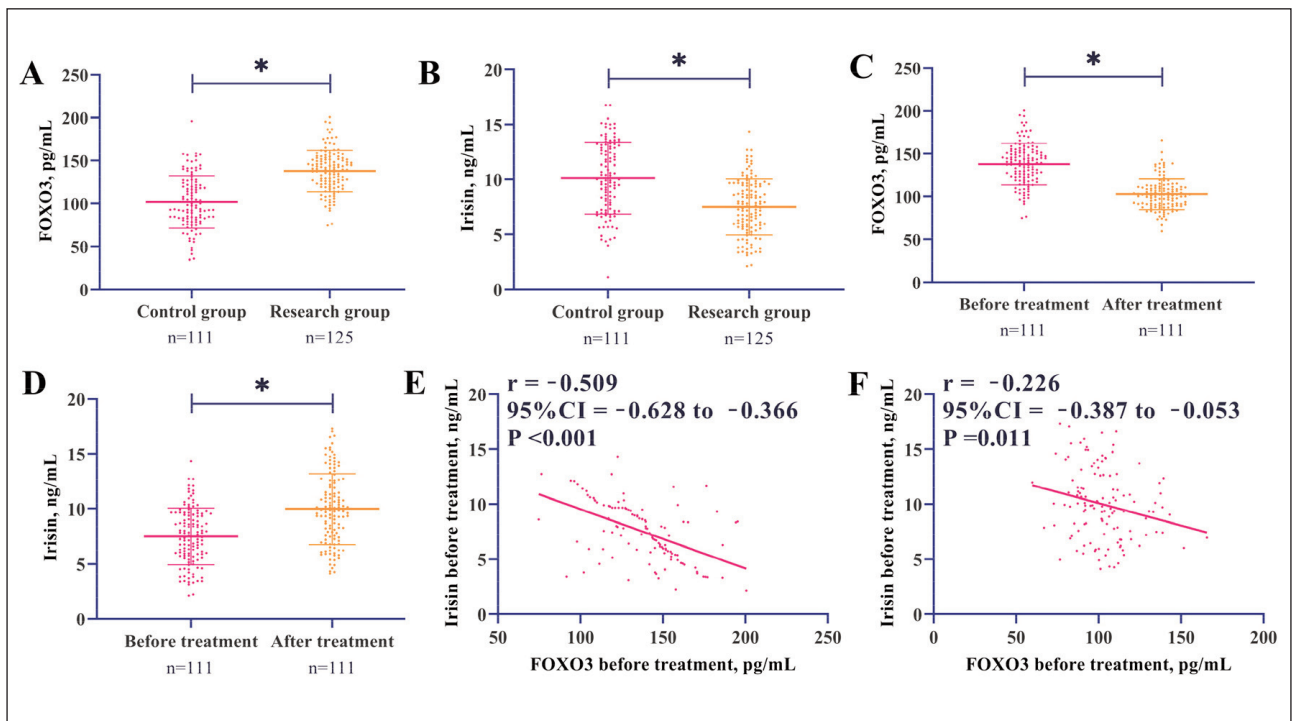 A
FOXO3, pg/mL
250
200
150
100
50
0
*
Control group
Research group
n=111
n=125
B
Irisin, ng/mL
20
15
10
5
0
*
Control group
Research group
n=111
n=125
C
FOXO3, pg/mL
250
200
150
100
50
0
*
Before treatment
After treatment
n=111
n=111
D
Irisin, ng/mL
20
15
10
5
0
*
Before treatment
After treatment
n=111
n=111
E
r = -0.509
95%CI = -0.628 to -0.366
P <0.001
Irisin before treatment, ng/mL
20
15
10
5
0
50
100
150
200
250
FOXO3 before treatment, pg/mL
F
r = -0.226
95%CI = -0.387 to -0.053
P =0.011
Irisin before treatment, ng/mL
20
15
10
5
0
0
50
100
150
200
FOXO3 before treatment, pg/mL